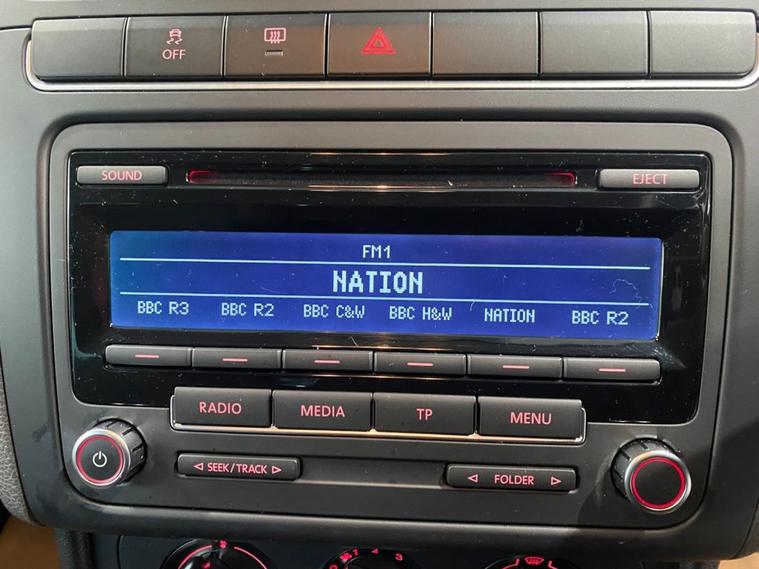 OFF
SOUND
EJECT
FM1
NATION
BBC R3 BBC R2 BBC C&W BBC H&W NATION BBC R2
RADIO MEDIA TP MENU
SEEK/TRACK
FOLDER
3